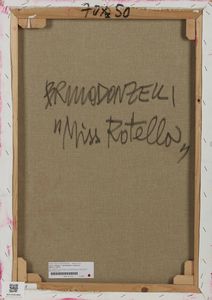 70x50
BRUNODONZELLI
"Miss Rotella"